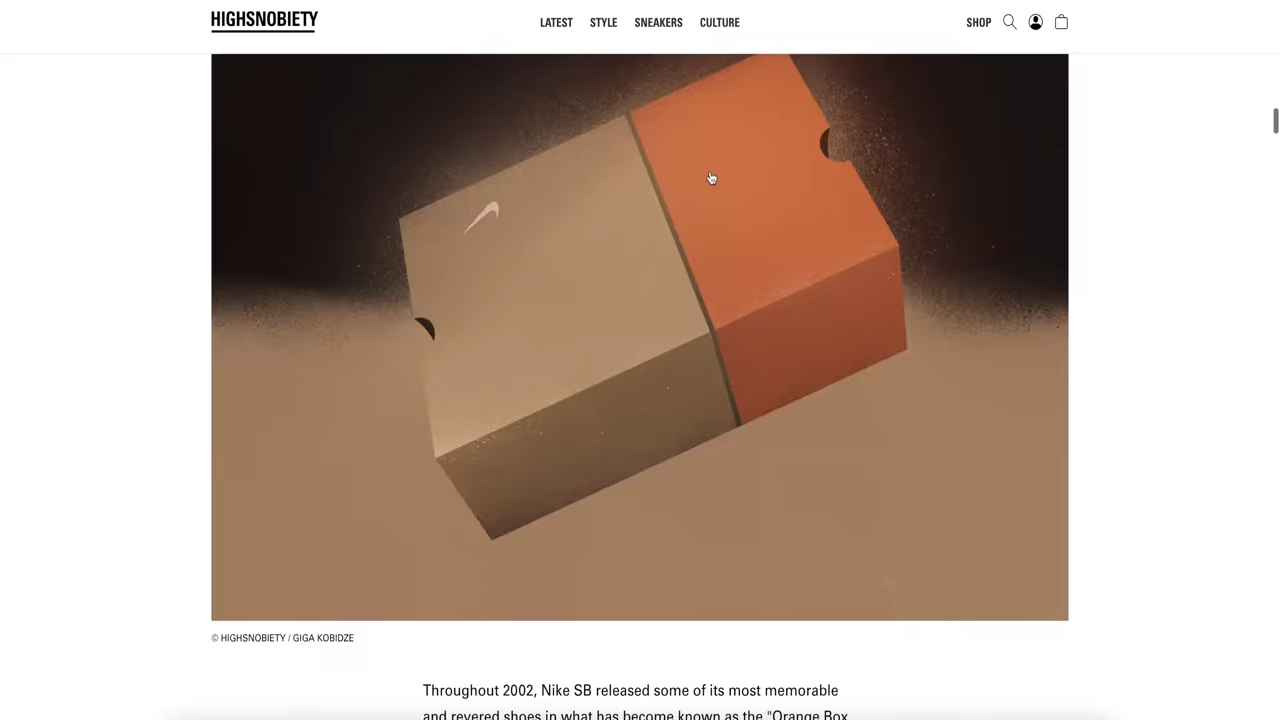 HIGHSNOBIETY
LATEST STYLE SNEAKERS CULTURE
SHOP
© HIGHSNOBIETY / GIGA KOBIDZE
Throughout 2002, Nike SB released some of its most memorable
and revered shoes in what has become known as the "Orange Box